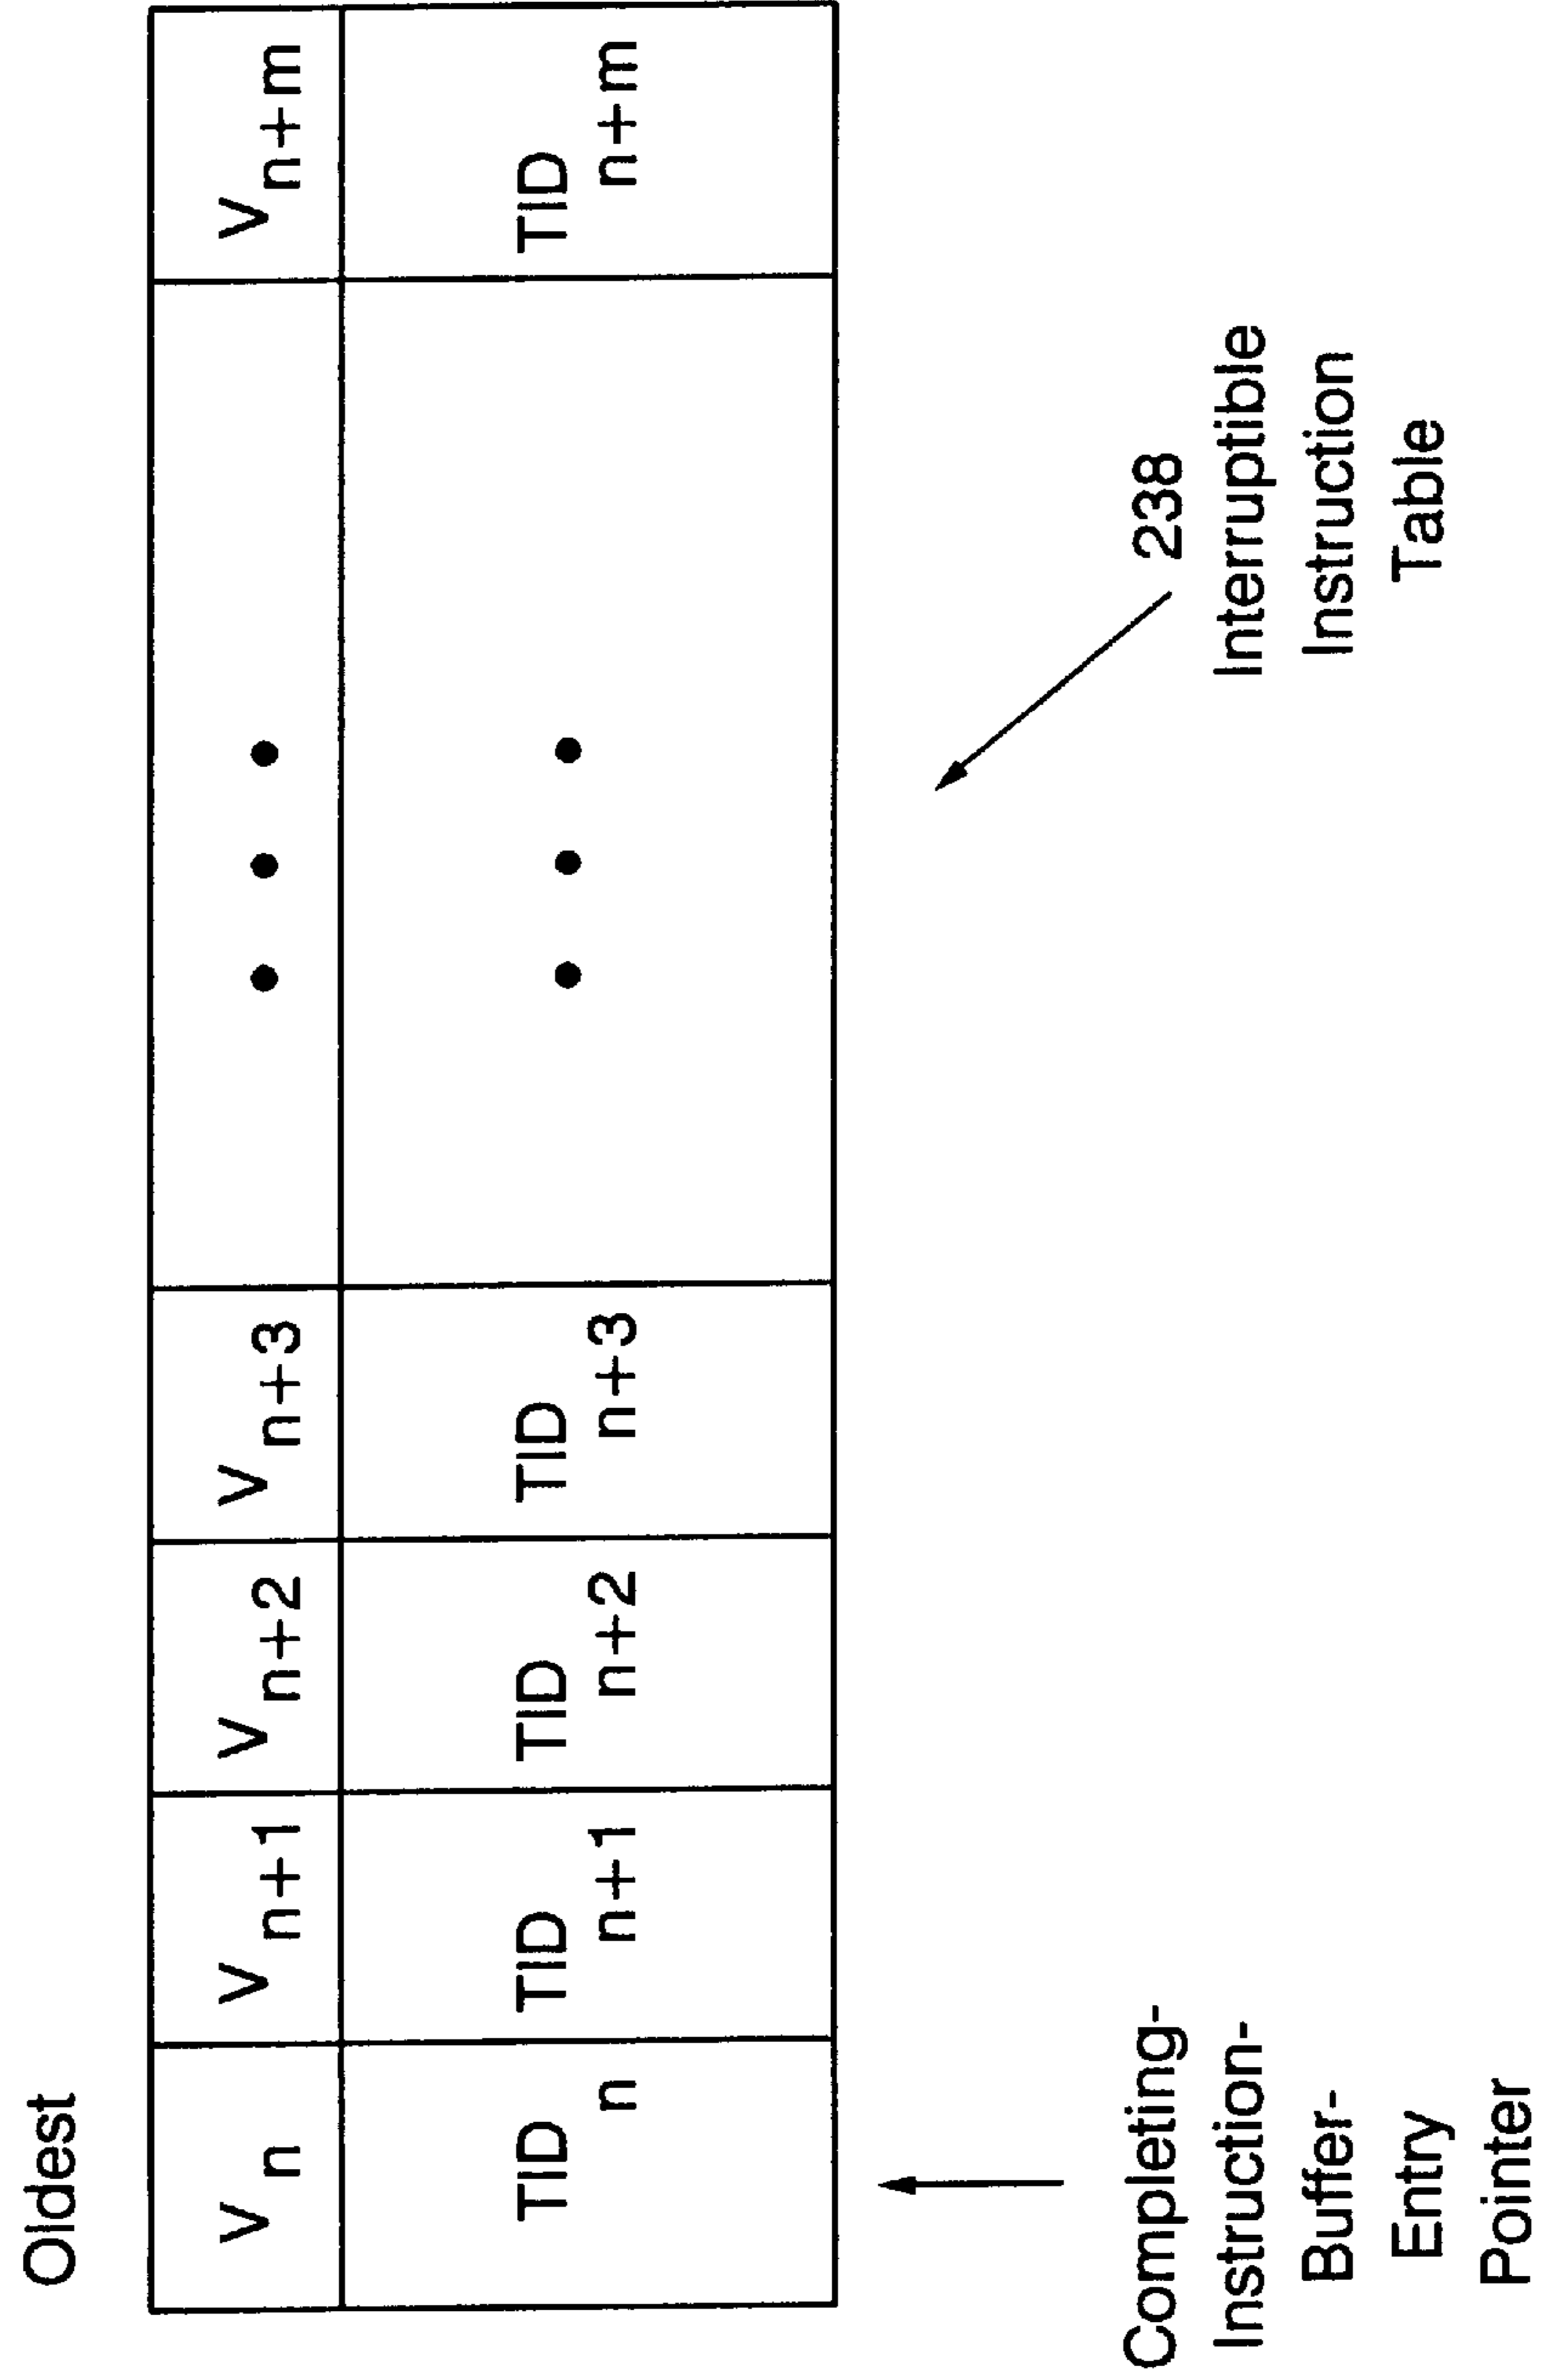 Oldest
V n V n+1 V n+2 V n+3 • • • V n+m
TID n TID n+1 TID n+2 TID n+3 • • • TID n+m
Completing-
Instruction-
Buffer-
Entry
Pointer
238
Interruptible
Instruction
Table